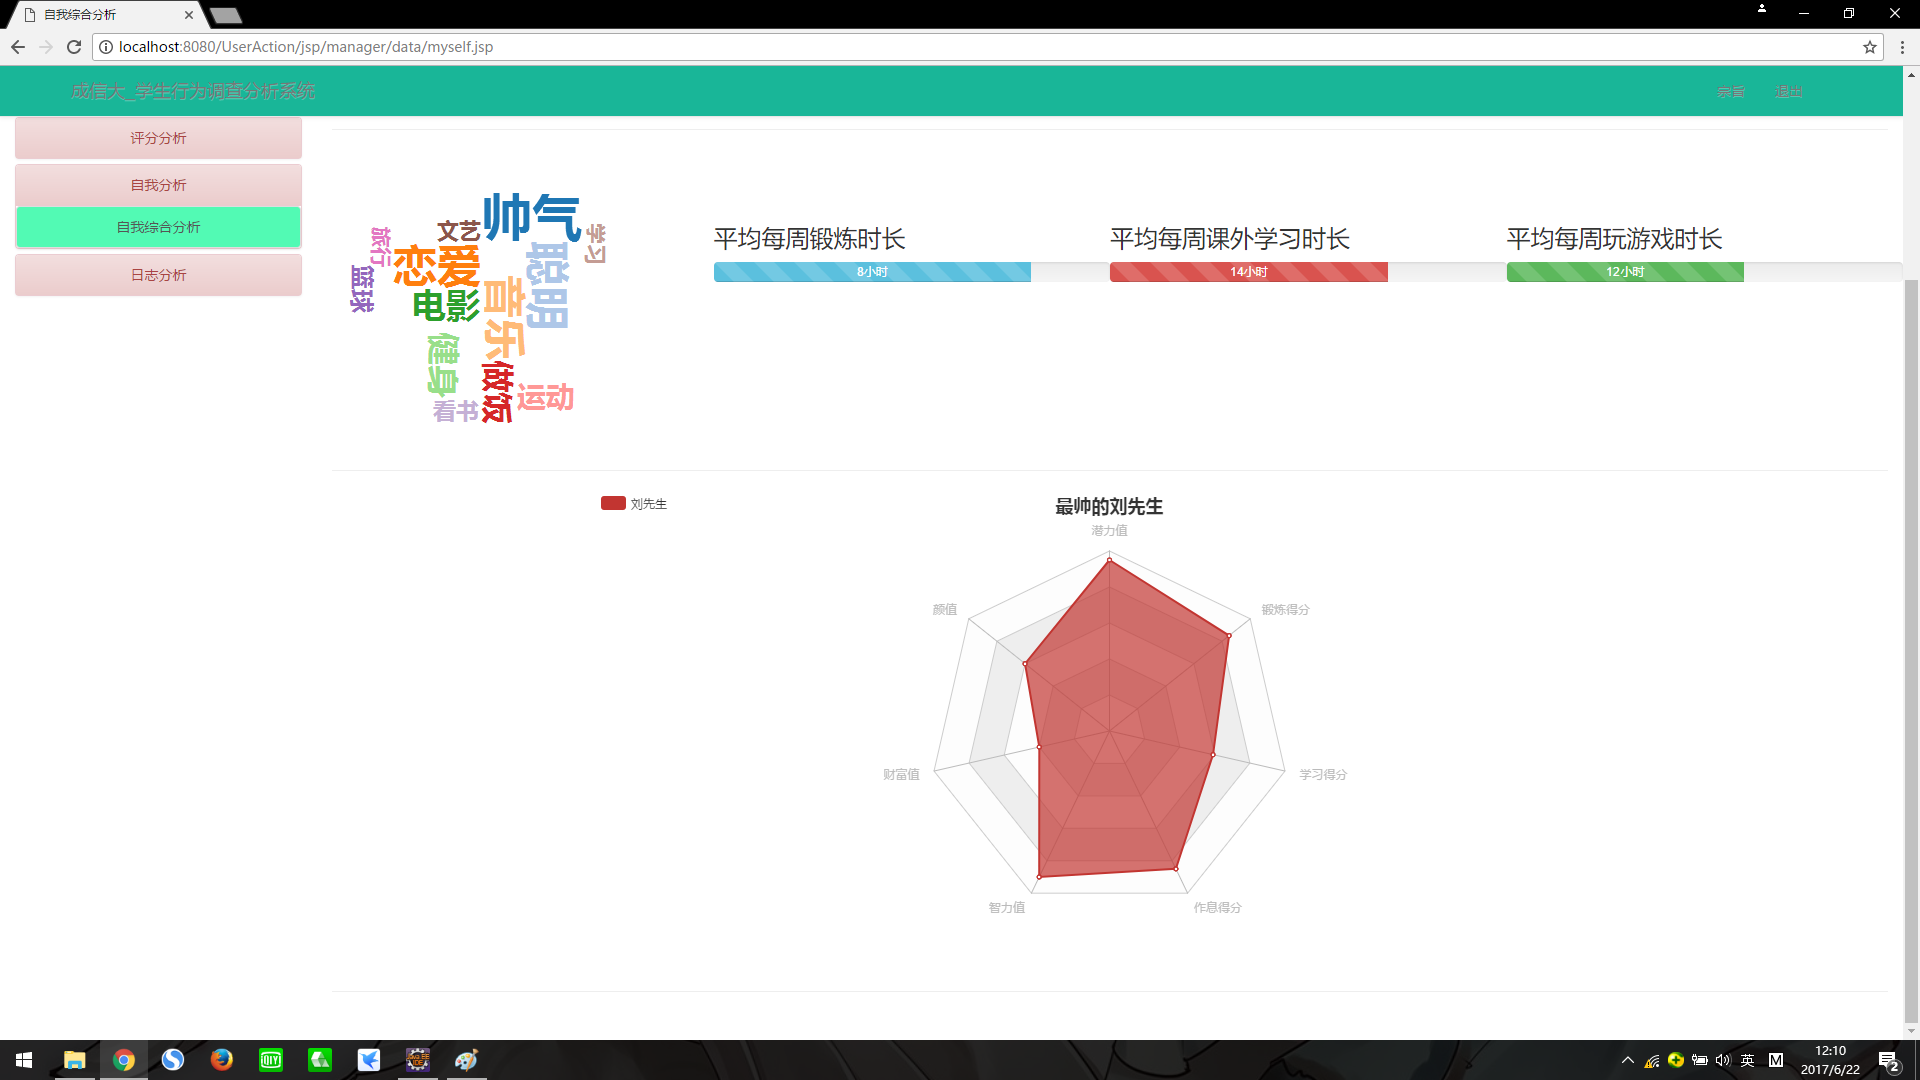 自我综合分析
localhost:8080/UserAction/jsp/manager/data/myself.jsp
成信大_学生行为调查分析系统
退出
评分分析
自我分析
自我综合分析
日志分析
帅气
文艺
学习
旅行
恋爱
聪明
篮球
电影
音乐
健身
做饭
运动
看书
平均每周锻炼时长
8小时
平均每周课外学习时长
14小时
平均每周玩游戏时长
12小时
刘先生
最帅的刘先生
潜力值
颜值
锻炼得分
财富值
学习得分
智力值
作息得分
DIY
英
M
12:10
2017/6/22
2